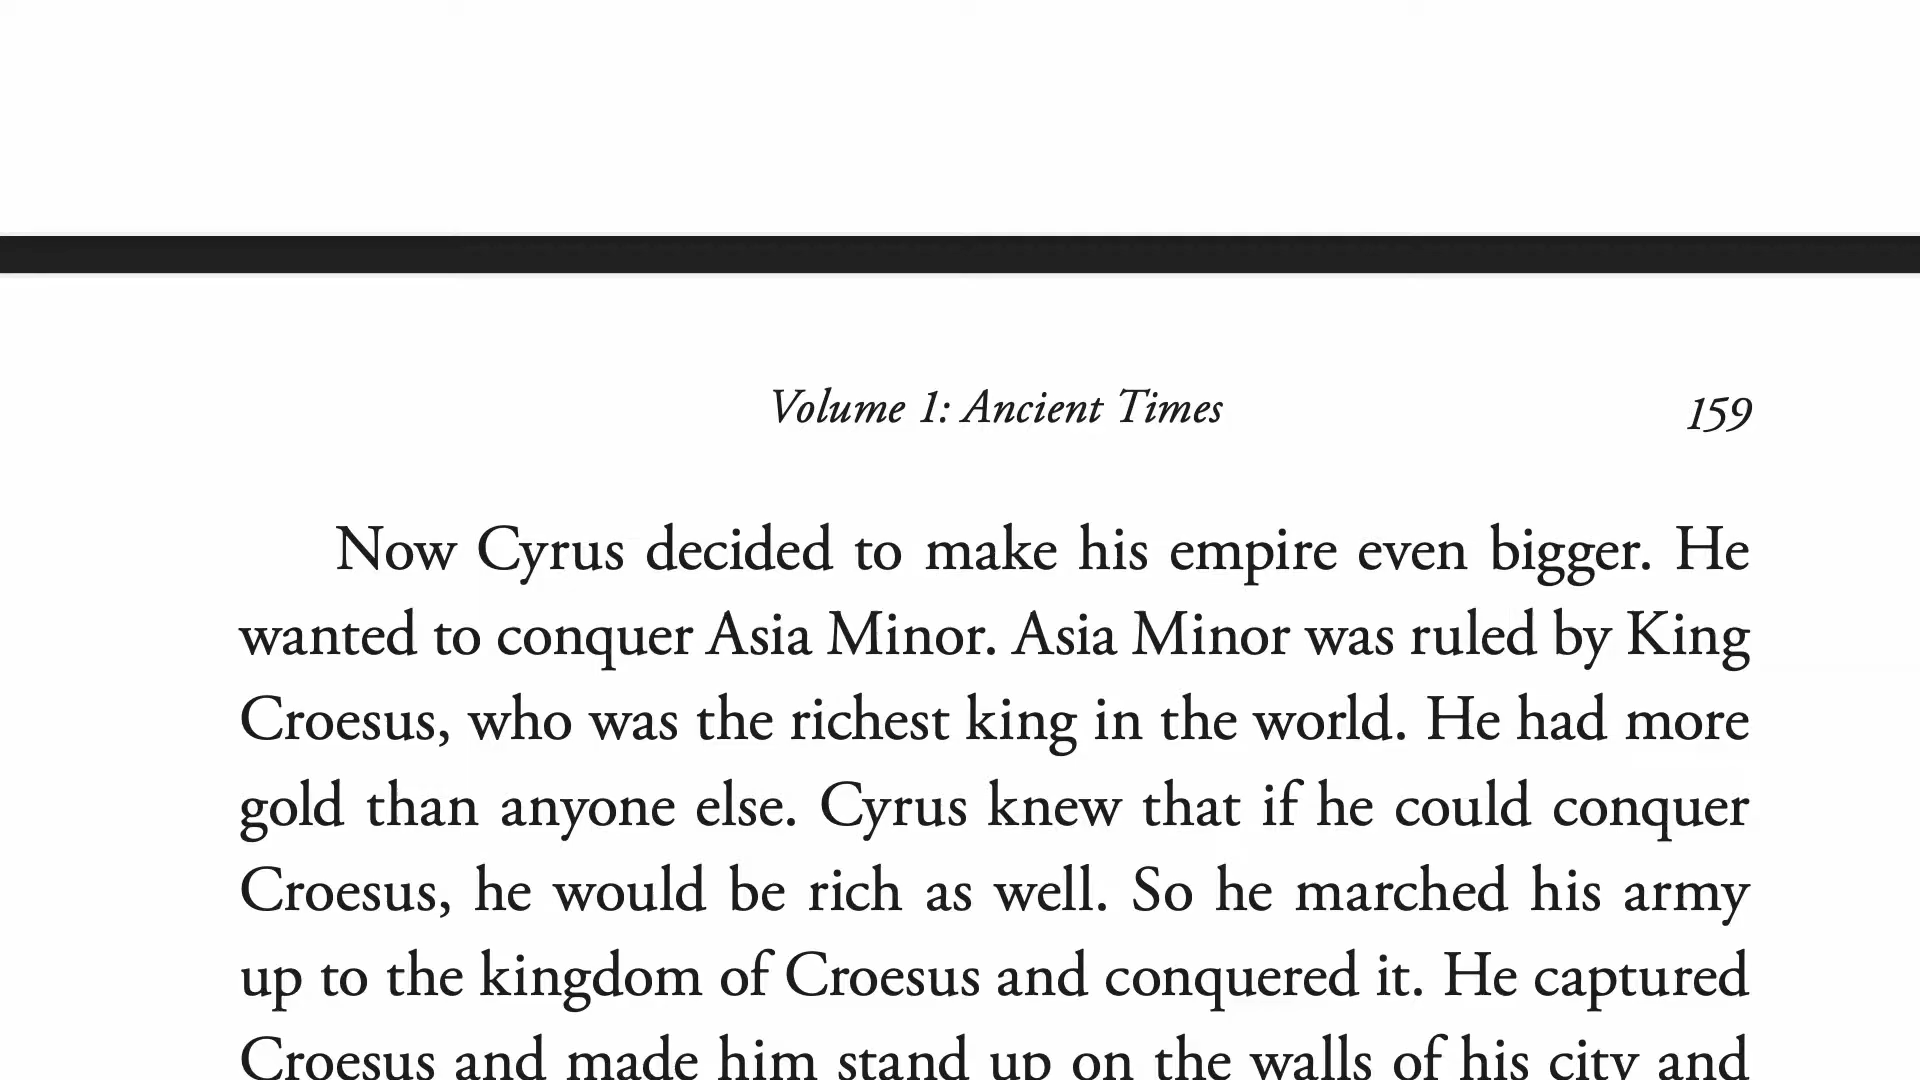 Volume 1: Ancient Times 159
Now Cyrus decided to make his empire even bigger. He
wanted to conquer Asia Minor. Asia Minor was ruled by King
Croesus, who was the richest king in the world. He had more
gold than anyone else. Cyrus knew that if he could conquer
Croesus, he would be rich as well. So he marched his army
up to the kingdom of Croesus and conquered it. He captured
Croesus and made him stand up on the walls of his city and